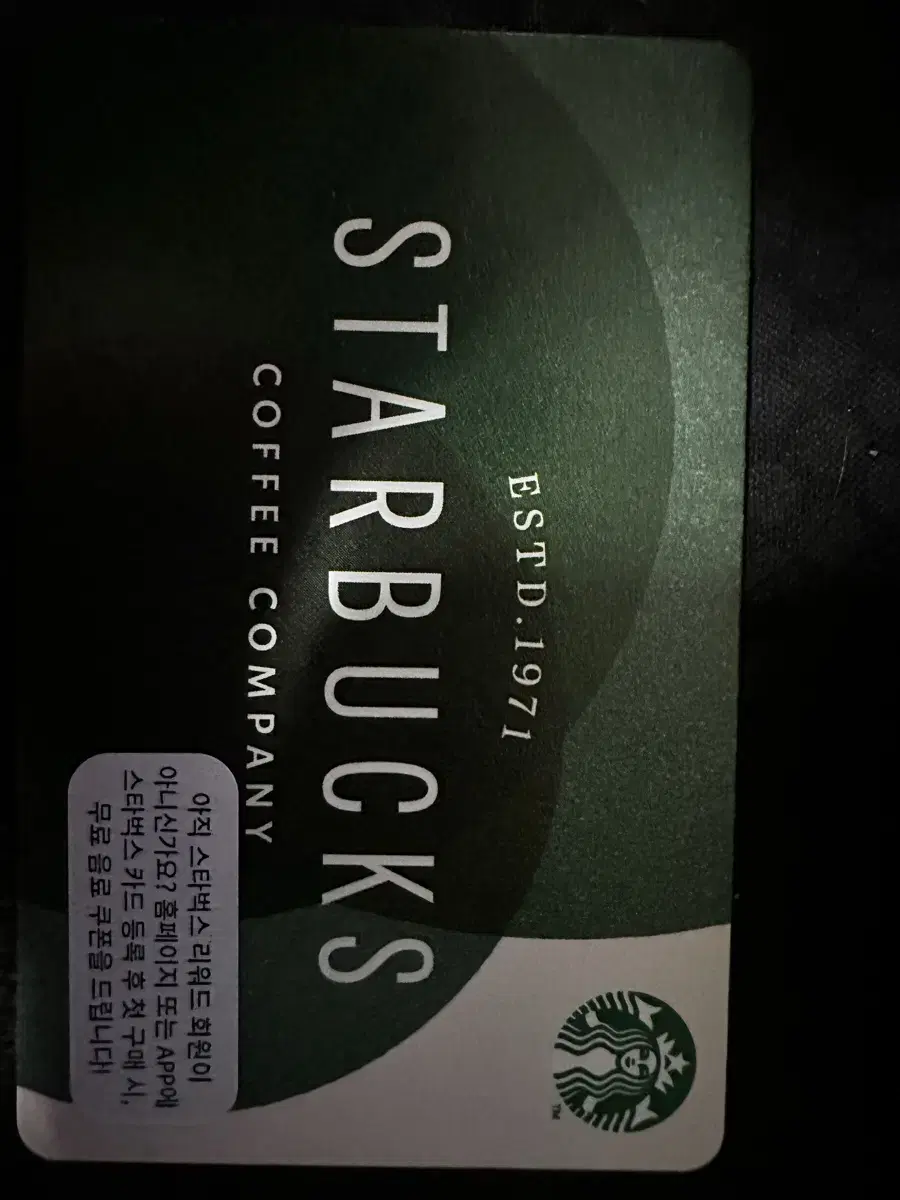 ESTD.1971
STARBUCKS
COFFEE COMPANY
아직 스타벅스 리워드 회원이
아니신가요? 홈페이지 또는 APP에
스타벅스 카드 등록 후 첫 구매 시,
무료 음료 쿠폰을 드립니다!
TM